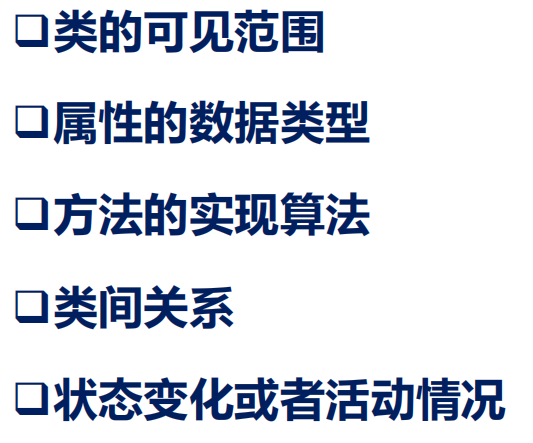 ❑类的可见范围
❑属性的数据类型
❑方法的实现算法
❑类间关系
❑状态变化或者活动情况